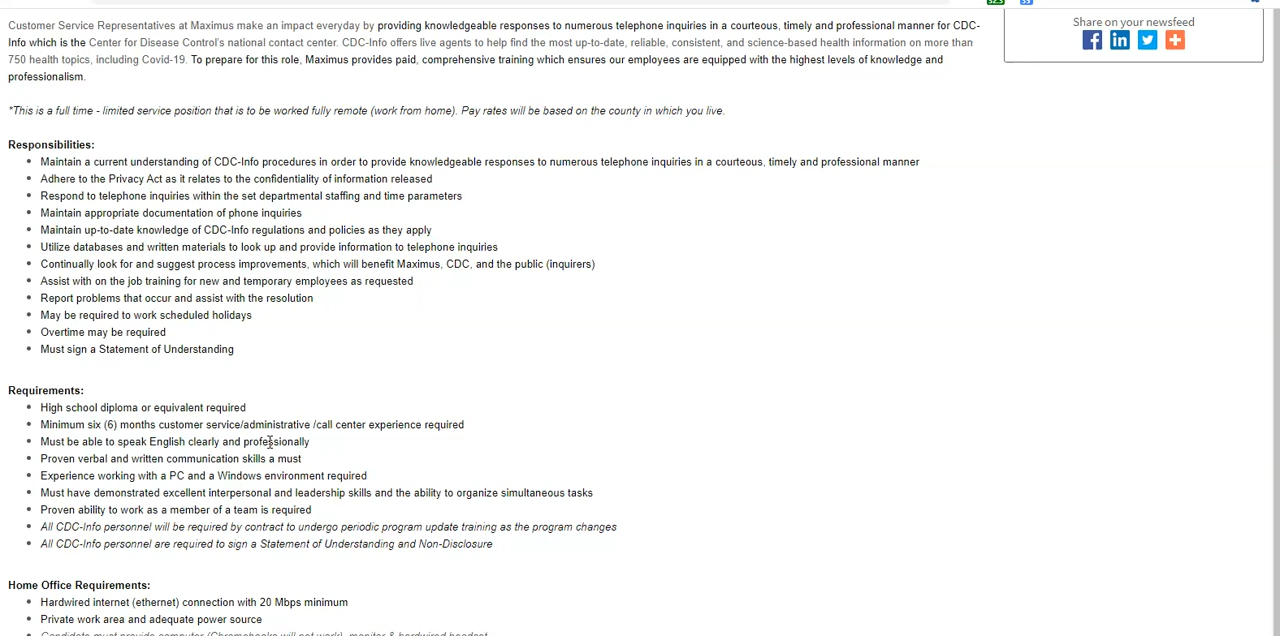 Customer Service Representatives at Maximus make an impact everyday by providing knowledgeable responses to numerous telephone inquiries in a courteous, timely and professional manner for CDC-
Info which is the Center for Disease Control's national contact center. CDC-Info offers live agents to help find the most up-to-date, reliable, consistent, and science-based health information on more than
750 health topics, including Covid-19. To prepare for this role, Maximus provides paid, comprehensive training which ensures our employees are equipped with the highest levels of knowledge and
professionalism.
Share on your newsfeed
*This is a full time - limited service position that is to be worked fully remote (work from home). Pay rates will be based on the county in which you live.
Responsibilities:
Maintain a current understanding of CDC-Info procedures in order to provide knowledgeable responses to numerous telephone inquiries in a courteous, timely and professional manner
Adhere to the Privacy Act as it relates to the confidentiality of information released
Respond to telephone inquiries within the set departmental staffing and time parameters
Maintain appropriate documentation of phone inquiries
Maintain up-to-date knowledge of CDC-Info regulations and policies as they apply
Utilize databases and written materials to look up and provide information to telephone inquiries
Continually look for and suggest process improvements, which will benefit Maximus, CDC, and the public (inquirers)
Assist with on the job training for new and temporary employees as requested
Report problems that occur and assist with the resolution
May be required to work scheduled holidays
Overtime may be required
Must sign a Statement of Understanding
Requirements:
High school diploma or equivalent required
Minimum six (6) months customer service/administrative /call center experience required
Must be able to speak English clearly and professionally
Proven verbal and written communication skills a must
Experience working with a PC and a Windows environment required
Must have demonstrated excellent interpersonal and leadership skills and the ability to organize simultaneous tasks
Proven ability to work as a member of a team is required
All CDC-Info personnel will be required by contract to undergo periodic program update training as the program changes
All CDC-Info personnel are required to sign a Statement of Understanding and Non-Disclosure
Home Office Requirements:
Hardwired internet (ethernet) connection with 20 Mbps minimum
Private work area and adequate power source
Candidate must provide computer (Chromebooks will not work), monitor & hardwired headset